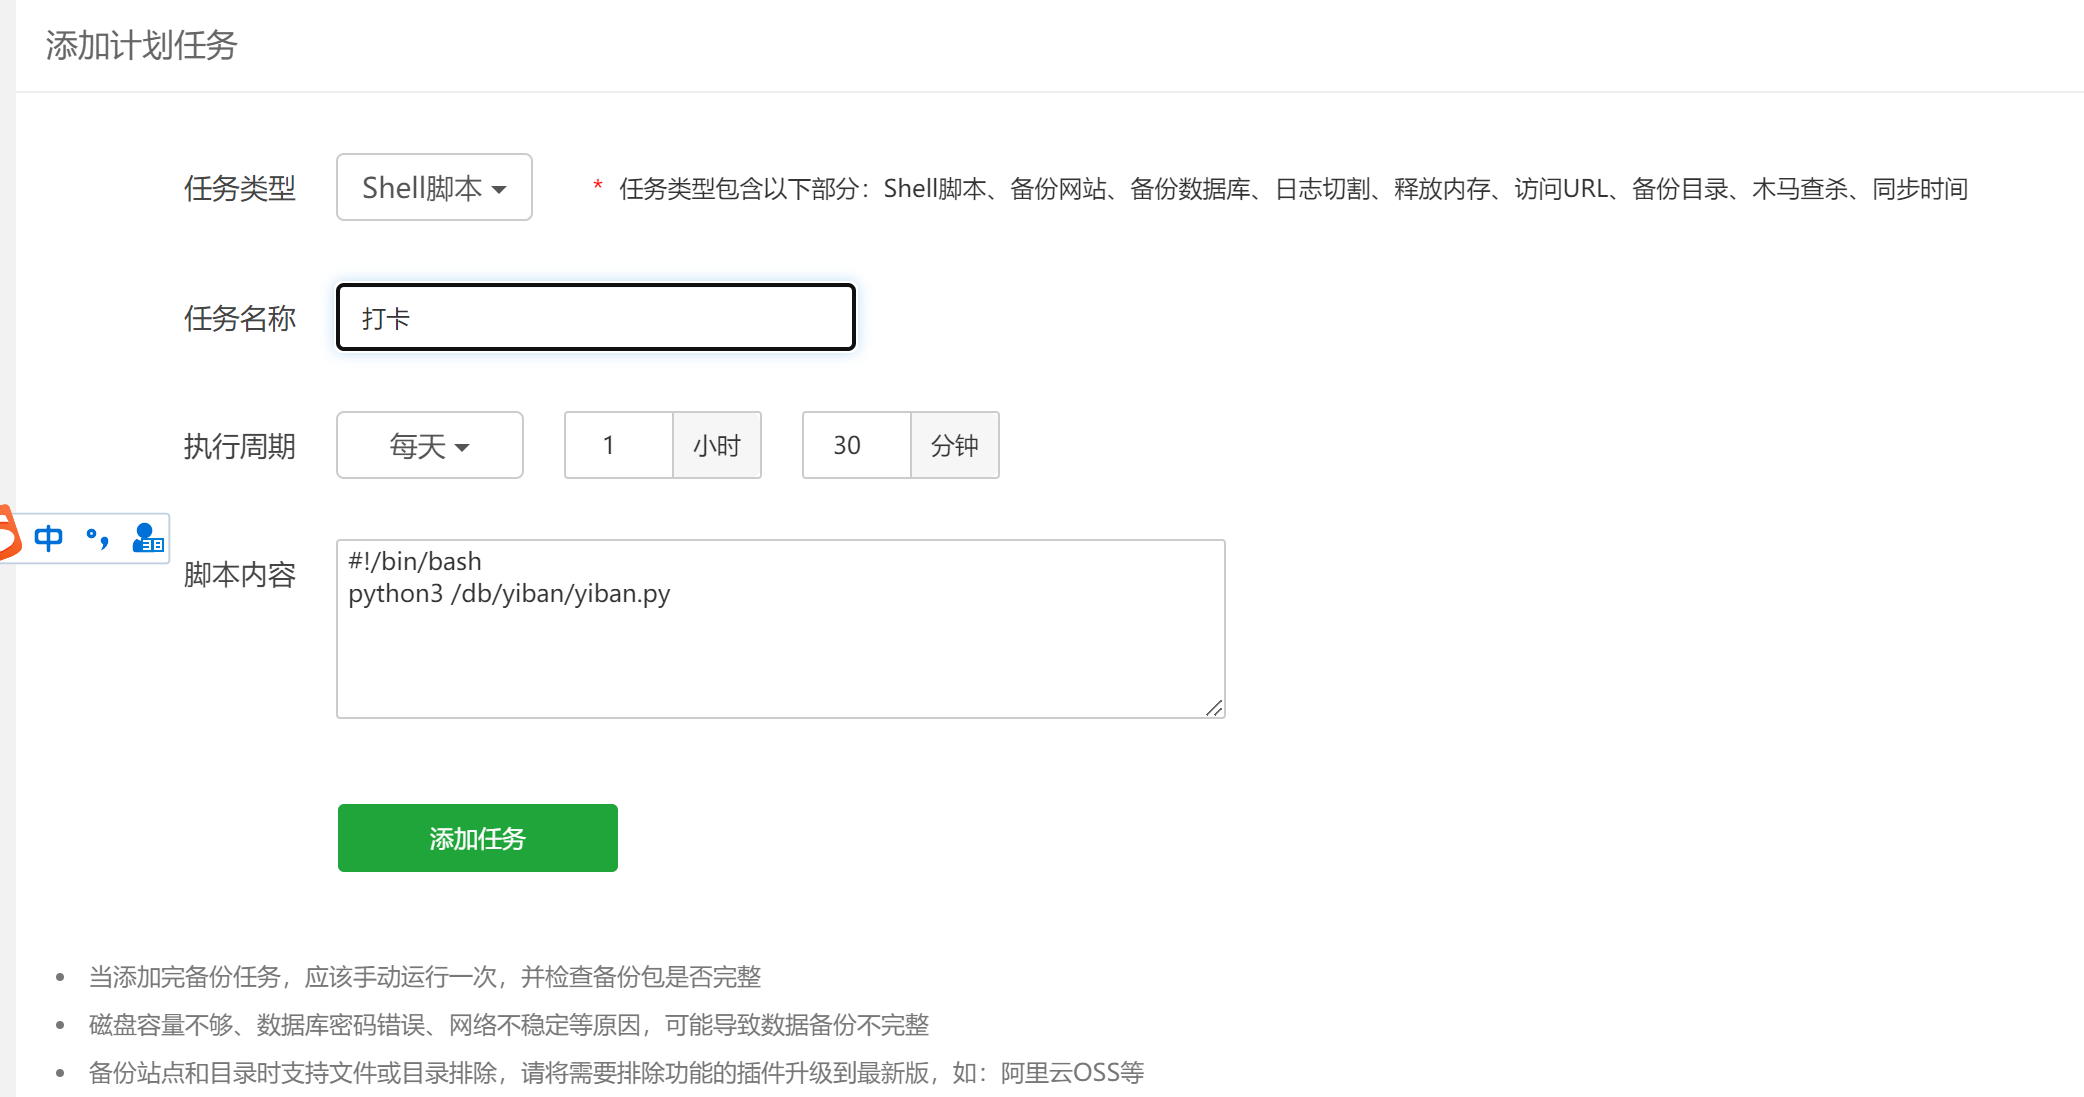 添加计划任务
任务类型 Shell脚本 * 任务类型包含以下部分：Shell脚本、备份网站、备份数据库、日志切割、释放内存、访问URL、备份目录、木马查杀、同步时间
任务名称 打卡
执行周期 每天 1 小时 30 分钟
中 °,
脚本内容 #!/bin/bash
python3 /db/yiban/yiban.py
添加任务
当添加完备份任务，应该手动运行一次，并检查备份包是否完整
磁盘容量不够、数据库密码错误、网络不稳定等原因，可能导致数据备份不完整
备份站点和目录时支持文件或目录排除，请将需要排除功能的插件升级到最新版，如：阿里云OSS等